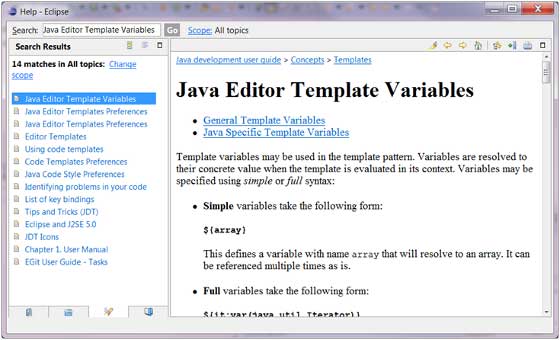 Help - Eclipse
Search: Java Editor Template Variables Go Scope: All topics
Search Results
14 matches in All topics: Change
scope
Java Editor Template Variables
Java Editor Templates Preferences
Java Editor Templates Preferences
Editor Templates
Using code templates
Code Templates Preferences
Java Code Style Preferences
Identifying problems in your code
List of key bindings
Tips and Tricks (JDT)
Eclipse and J2SE 5.0
JDT Icons
Chapter 1. User Manual
EGit User Guide - Tasks
Java development user guide > Concepts > Templates
Java Editor Template Variables
• General Template Variables
• Java Specific Template Variables
Template variables may be used in the template pattern. Variables are resolved to
their concrete value when the template is evaluated in its context. Variables may be
specified using simple or full syntax:
• Simple variables take the following form:
${array}
This defines a variable with name array that will resolve to an array. It can
be referenced multiple times as is.
• Full variables take the following form:
${it:var(java.util.Iterator)}